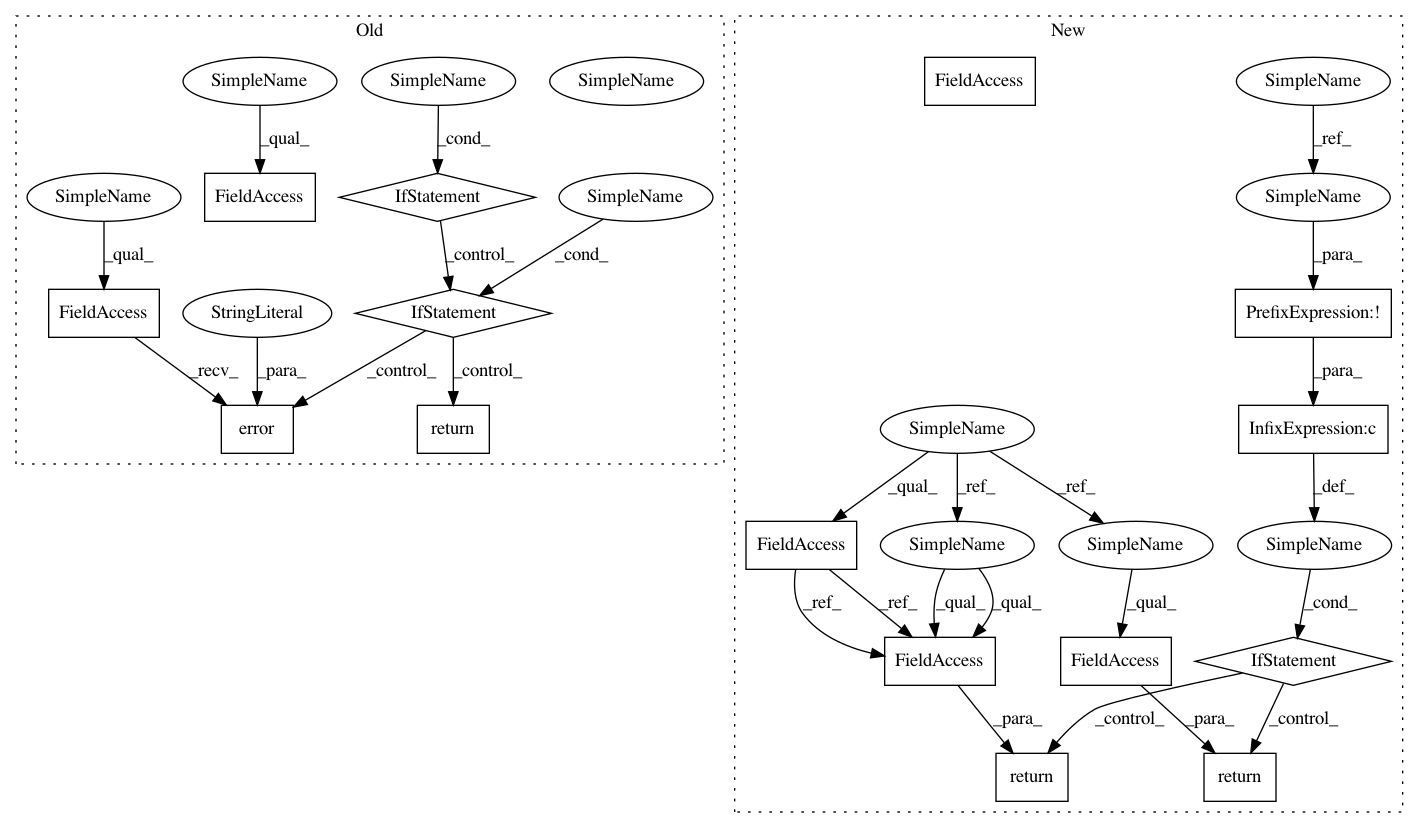 Old
New
SimpleName
SimpleName
SimpleName
FieldAccess
SimpleName
_qual_
_cond_
_ref_
SimpleName
FieldAccess
IfStatement
SimpleName
SimpleName
_qual_
_control_
_cond_
_para_
FieldAccess
StringLiteral
IfStatement
PrefixExpression:!
_recv_
_para_
_control_
_control_
_para_
error
return
SimpleName
InfixExpression:c
_qual_
_ref_
_ref_
_def_
FieldAccess
SimpleName
SimpleName
SimpleName
_ref_
_ref_
_qual_
_qual_
_qual_
_cond_
FieldAccess
FieldAccess
IfStatement
_para_
_control_
_para_
_control_
return
return